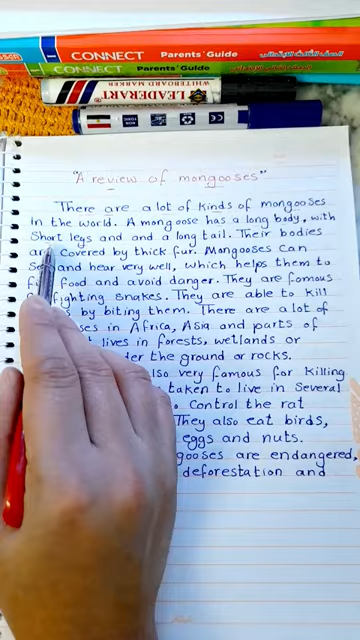 CONNECT Parents' Guide
CONNECT Parents' Guide
LEADERART
WHITEBOARD MARKER
"A review of mongooses"
There are a lot of kinds of mongooses
in the world. A mongoose has a long body, with
short legs and and a long tail. Their bodies
are covered by thick fur. Mongooses can
and hear very well, which helps them to
food and avoid danger. They are famous
fighting snakes. They are able to kill
by biting them. There are a lot of
in Africa, Asia and parts of
lives in forests, wetlands or
the ground or rocks.
also very famous for killing
taken to live in several
control the rat
They also eat birds,
eggs and nuts.
are endangered,
deforestation and